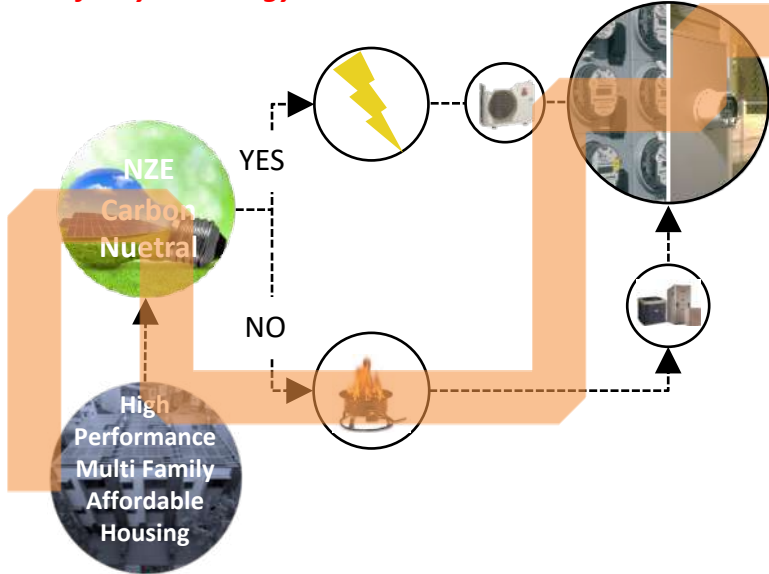 NZE
Carbon
Nuetral
YES
NO
High
Performance
Multi Family
Affordable
Housing